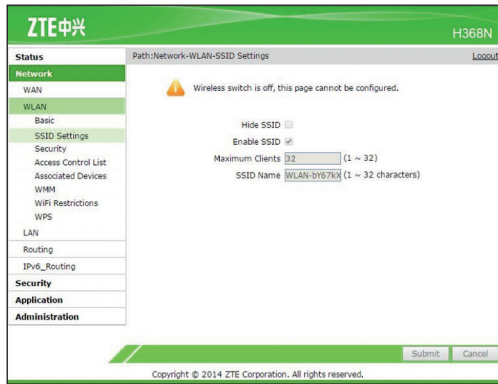 ZTE中兴
H368N
Status
Path:Network-WLAN-SSID Settings
Logout
Network
WAN
WLAN
Basic
SSID Settings
Security
Access Control List
Associated Devices
WMM
WiFi Restrictions
WPS
LAN
Routing
IPv6_Routing
Security
Application
Administration
Wireless switch is off, this page cannot be configured.
Hide SSID
Enable SSID
Maximum Clients 32 (1 ~ 32)
SSID Name WLAN-bY67kX (1 ~ 32 characters)
Submit Cancel
Copyright © 2014 ZTE Corporation. All rights reserved.